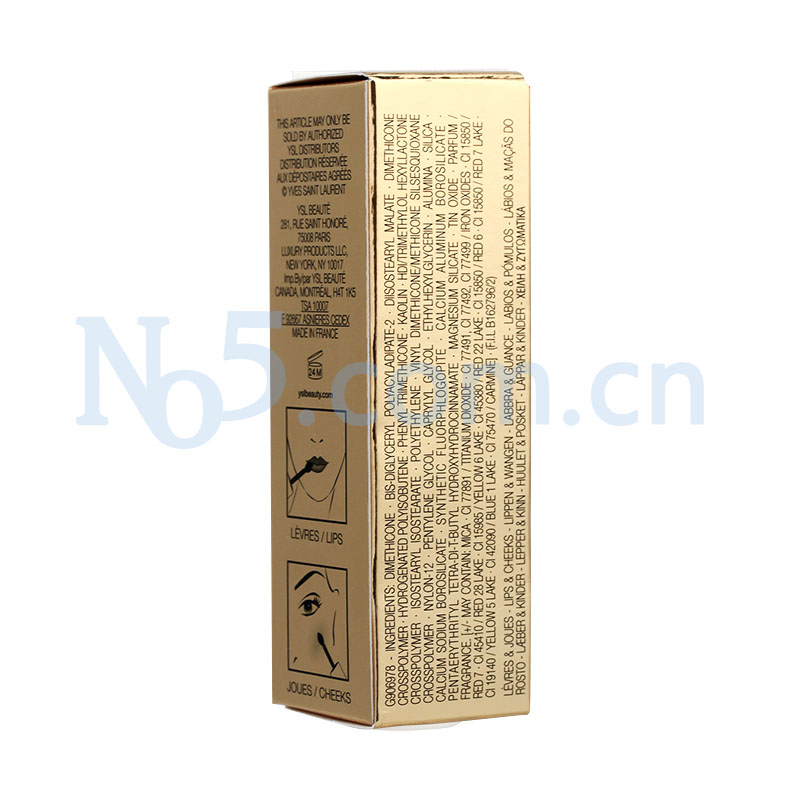 THIS ARTICLE MAY ONLY BE
SOLD BY AUTHORIZED
YSL DISTRIBUTORS
DISTRIBUTION RÉSERVÉE
AUX DÉPOSITAIRES AGRÉÉS
© YVES SAINT LAURENT
YSL BEAUTÉ
281, RUE SAINT HONORÉ,
75008 PARIS
LUXURY PRODUCTS LLC,
NEW YORK, NY 10017
Imp.By/par YSL BEAUTÉ
CANADA, MONTRÉAL, H4T 1K5
TSA 10007
F 92667 ASNIERES CEDEX
MADE IN FRANCE
24 M
yslbeauty.com
LÈVRES / LIPS
JOUES / CHEEKS
G906978 - INGREDIENTS: DIMETHICONE · BIS-DIGLYCERYL POLYACYLADIPATE-2 · DIISOSTEARYL MALATE · DIMETHICONE
CROSSPOLYMER · HYDROGENATED POLYISOBUTENE · PHENYL TRIMETHICONE · KAOLIN · HDI/TRIMETHYLOL HEXYLLACTONE
CROSSPOLYMER · ISOSTEARYL ISOSTEARATE · POLYETHYLENE · VINYL DIMETHICONE/METHICONE SILSESQUIOXANE
CROSSPOLYMER · NYLON-12 · PENTYLENE GLYCOL · CAPRYLYL GLYCOL · ETHYLHEXYLGLYCERIN · ALUMINA · SILICA ·
CALCIUM SODIUM BOROSILICATE · SYNTHETIC FLUORPHLOGOPITE · CALCIUM ALUMINUM BOROSILICATE ·
PENTAERYTHRITYL TETRA-DI-T-BUTYL HYDROXYHYDROCINNAMATE · MAGNESIUM SILICATE · TIN OXIDE · PARFUM /
FRAGRANCE. [+/- MAY CONTAIN: MICA · CI 77891 / TITANIUM DIOXIDE · CI 77491, CI 77492, CI 77499 / IRON OXIDES · CI 15850 /
RED 7 · CI 45410 / RED 28 LAKE · CI 15985 / YELLOW 6 LAKE · CI 45380 / RED 22 LAKE · CI 15850 / RED 6 · CI 15850 / RED 7 LAKE ·
CI 19140 / YELLOW 5 LAKE · CI 42090 / BLUE 1 LAKE · CI 75470 / CARMINE] (F.I.L. B162796/2)
LÈVRES & JOUES - LIPS & CHEEKS - LIPPEN & WANGEN - LABBRA & GUANCE - LABIOS & PÓMULOS - LÁBIOS & MAÇÃS DO
ROSTO - LÆBER & KINDER - LEPPER & KINN - HUULET & POSKET - LÄPPAR & KINDER - ΧΕΙΛΗ & ΖΥΓΩΜΑΤΙΚΑ
No5.com.cn